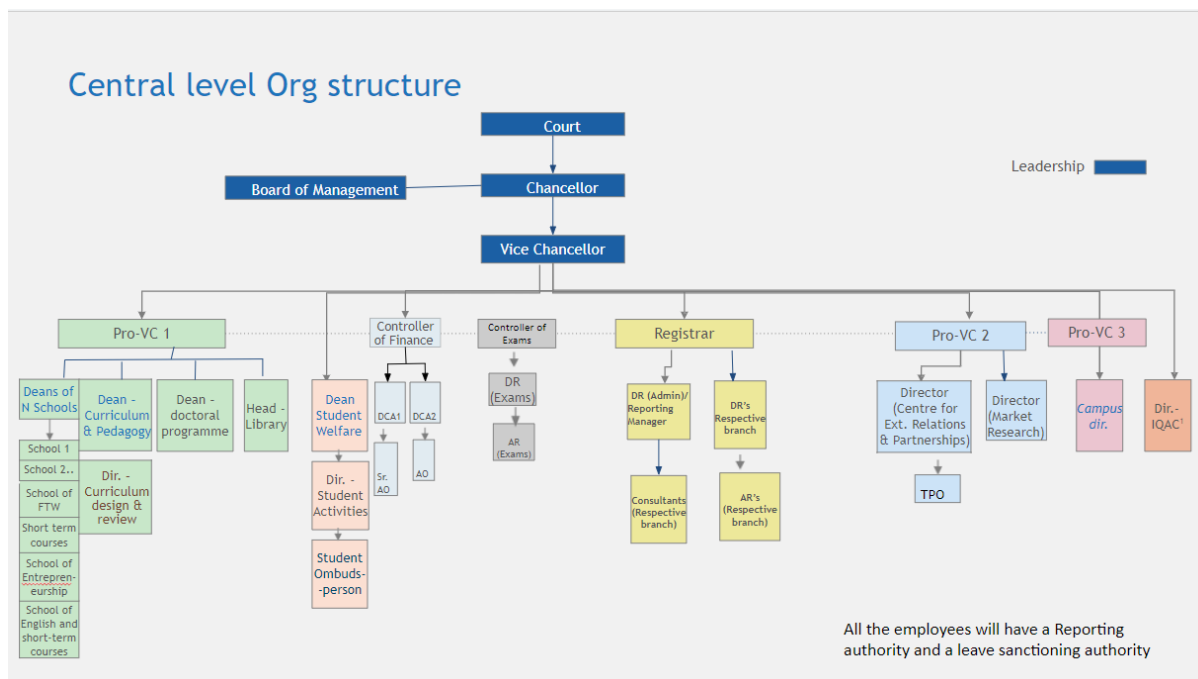 Central level Org structure
Court
Leadership
Chancellor
Board of Management
Vice Chancellor
Pro-VC 1
Controller
of Finance
Controller of
Exams
Registrar
Pro-VC 2
Pro-VC 3
Deans of
N Schools
Dean -
Curriculum
& Pedagogy
Dean -
doctoral
programme
Head -
Library
Dean
Student
Welfare
DCA1
DCA2
DR
(Exams)
DR (Admin)/
Reporting
Manager
DR's
Respective
branch
Director
(Centre for
Ext. Relations
& Partnerships)
Director
(Market
Research)
Campus
dir.
Dir.-
IQAC¹
School 1
School 2..
School of
FTW
Short term
courses
School of
Entrepren-
eurship
School of
English and
short-term
courses
Dir. -
Curriculum
design &
review
Dir. -
Student
Activities
Student
Ombuds-
-person
Sr.
AO
AO
AR
(Exams)
Consultants
(Respective
branch)
AR's
(Respective
branch)
TPO
All the employees will have a Reporting
authority and a leave sanctioning authority